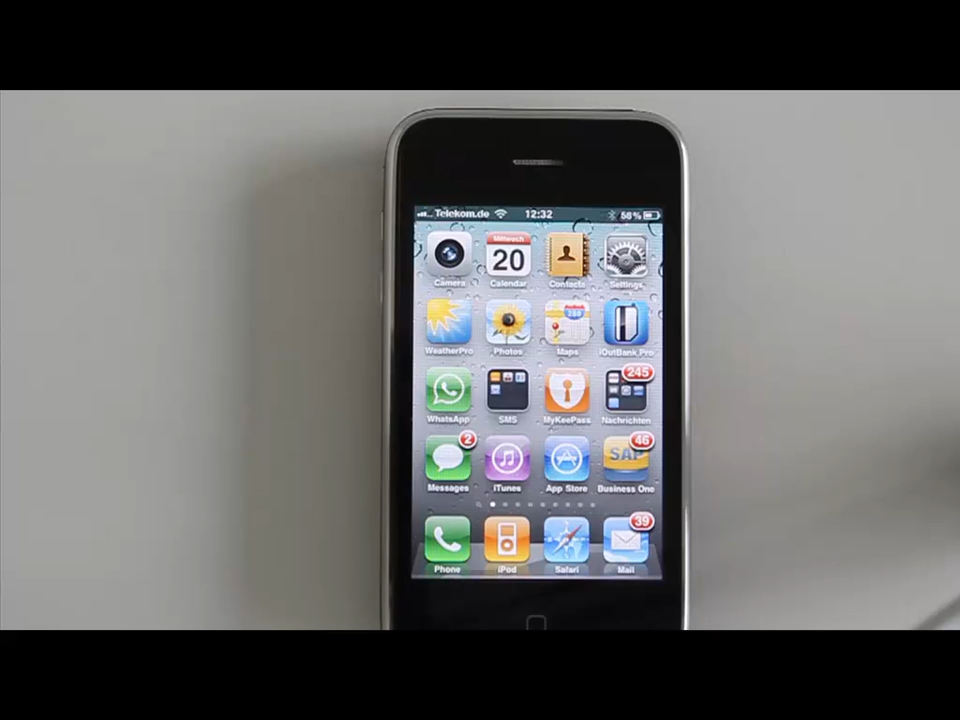 Telekom.de 12:32 58%
Mittwoch
20
280
Camera Calendar Contacts Settings
WeatherPro Photos Maps iOutBank Pro
245
WhatsApp SMS MyKeePass Nachrichten
2 46
SAP
Messages iTunes App Store Business One
39
Phone iPod Safari Mail